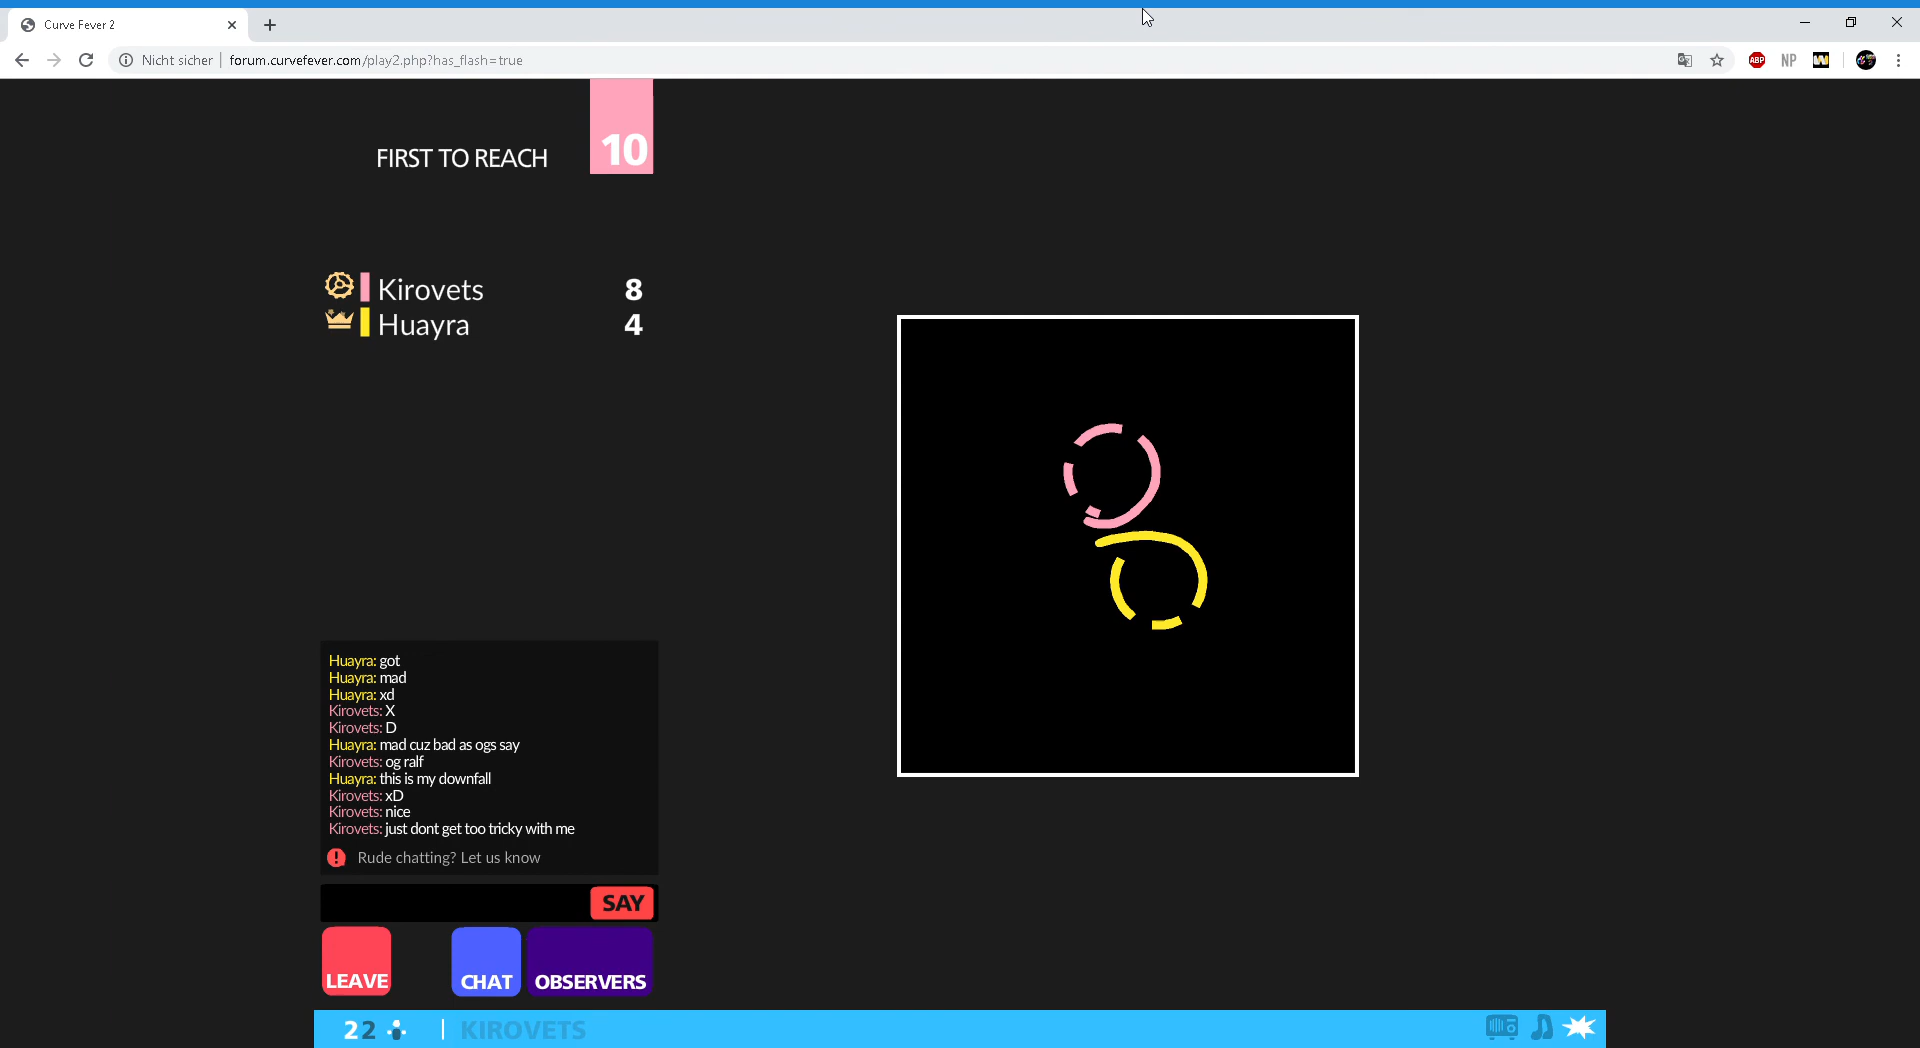 Curve Fever 2
Nicht sicher
forum.curvefever.com/play2.php?has_flash=true
ABP
NP
W
10
FIRST TO REACH
Kirovets 8
Huayra 4
Huayra: got
Huayra: mad
Huayra: xd
Kirovets: X
Kirovets: D
Huayra: mad cuz bad as ogs say
Kirovets: og ralf
Huayra: this is my downfall
Kirovets: xD
Kirovets: nice
Kirovets: just dont get too tricky with me
Rude chatting? Let us know
SAY
LEAVE
CHAT
OBSERVERS
22
KIROVETS